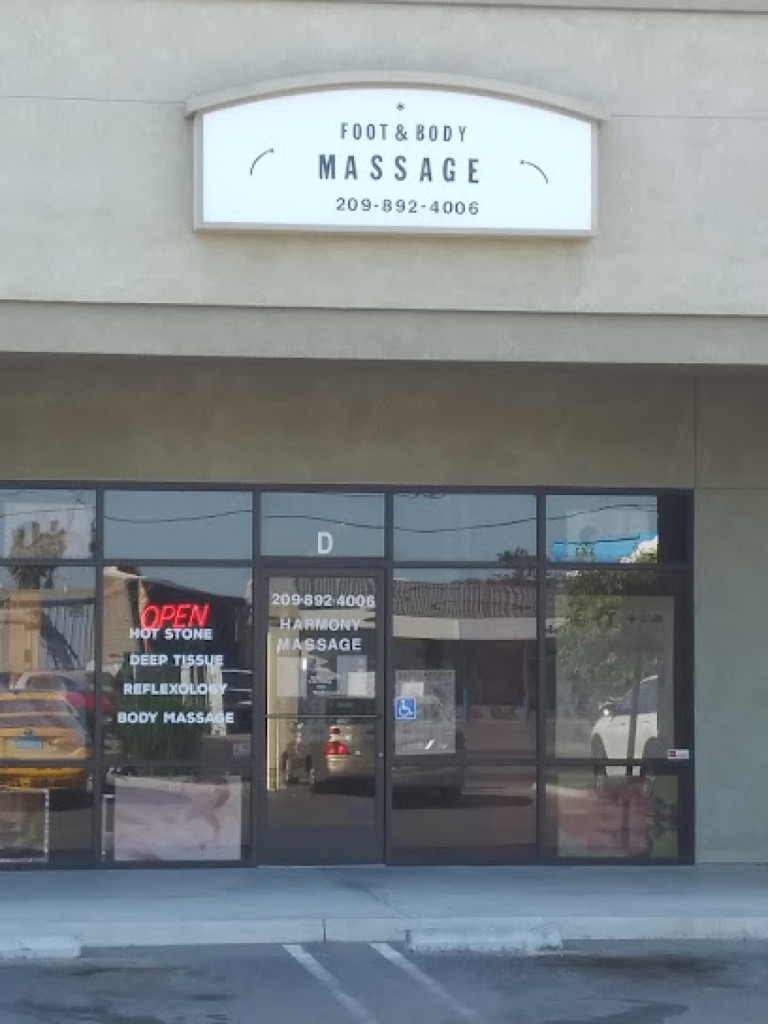 FOOT & BODY
MASSAGE
209-892-4006
D
209-892-4006
HARMONY
MASSAGE
OPEN
HOT STONE
DEEP TISSUE
REFLEXOLOGY
BODY MASSAGE